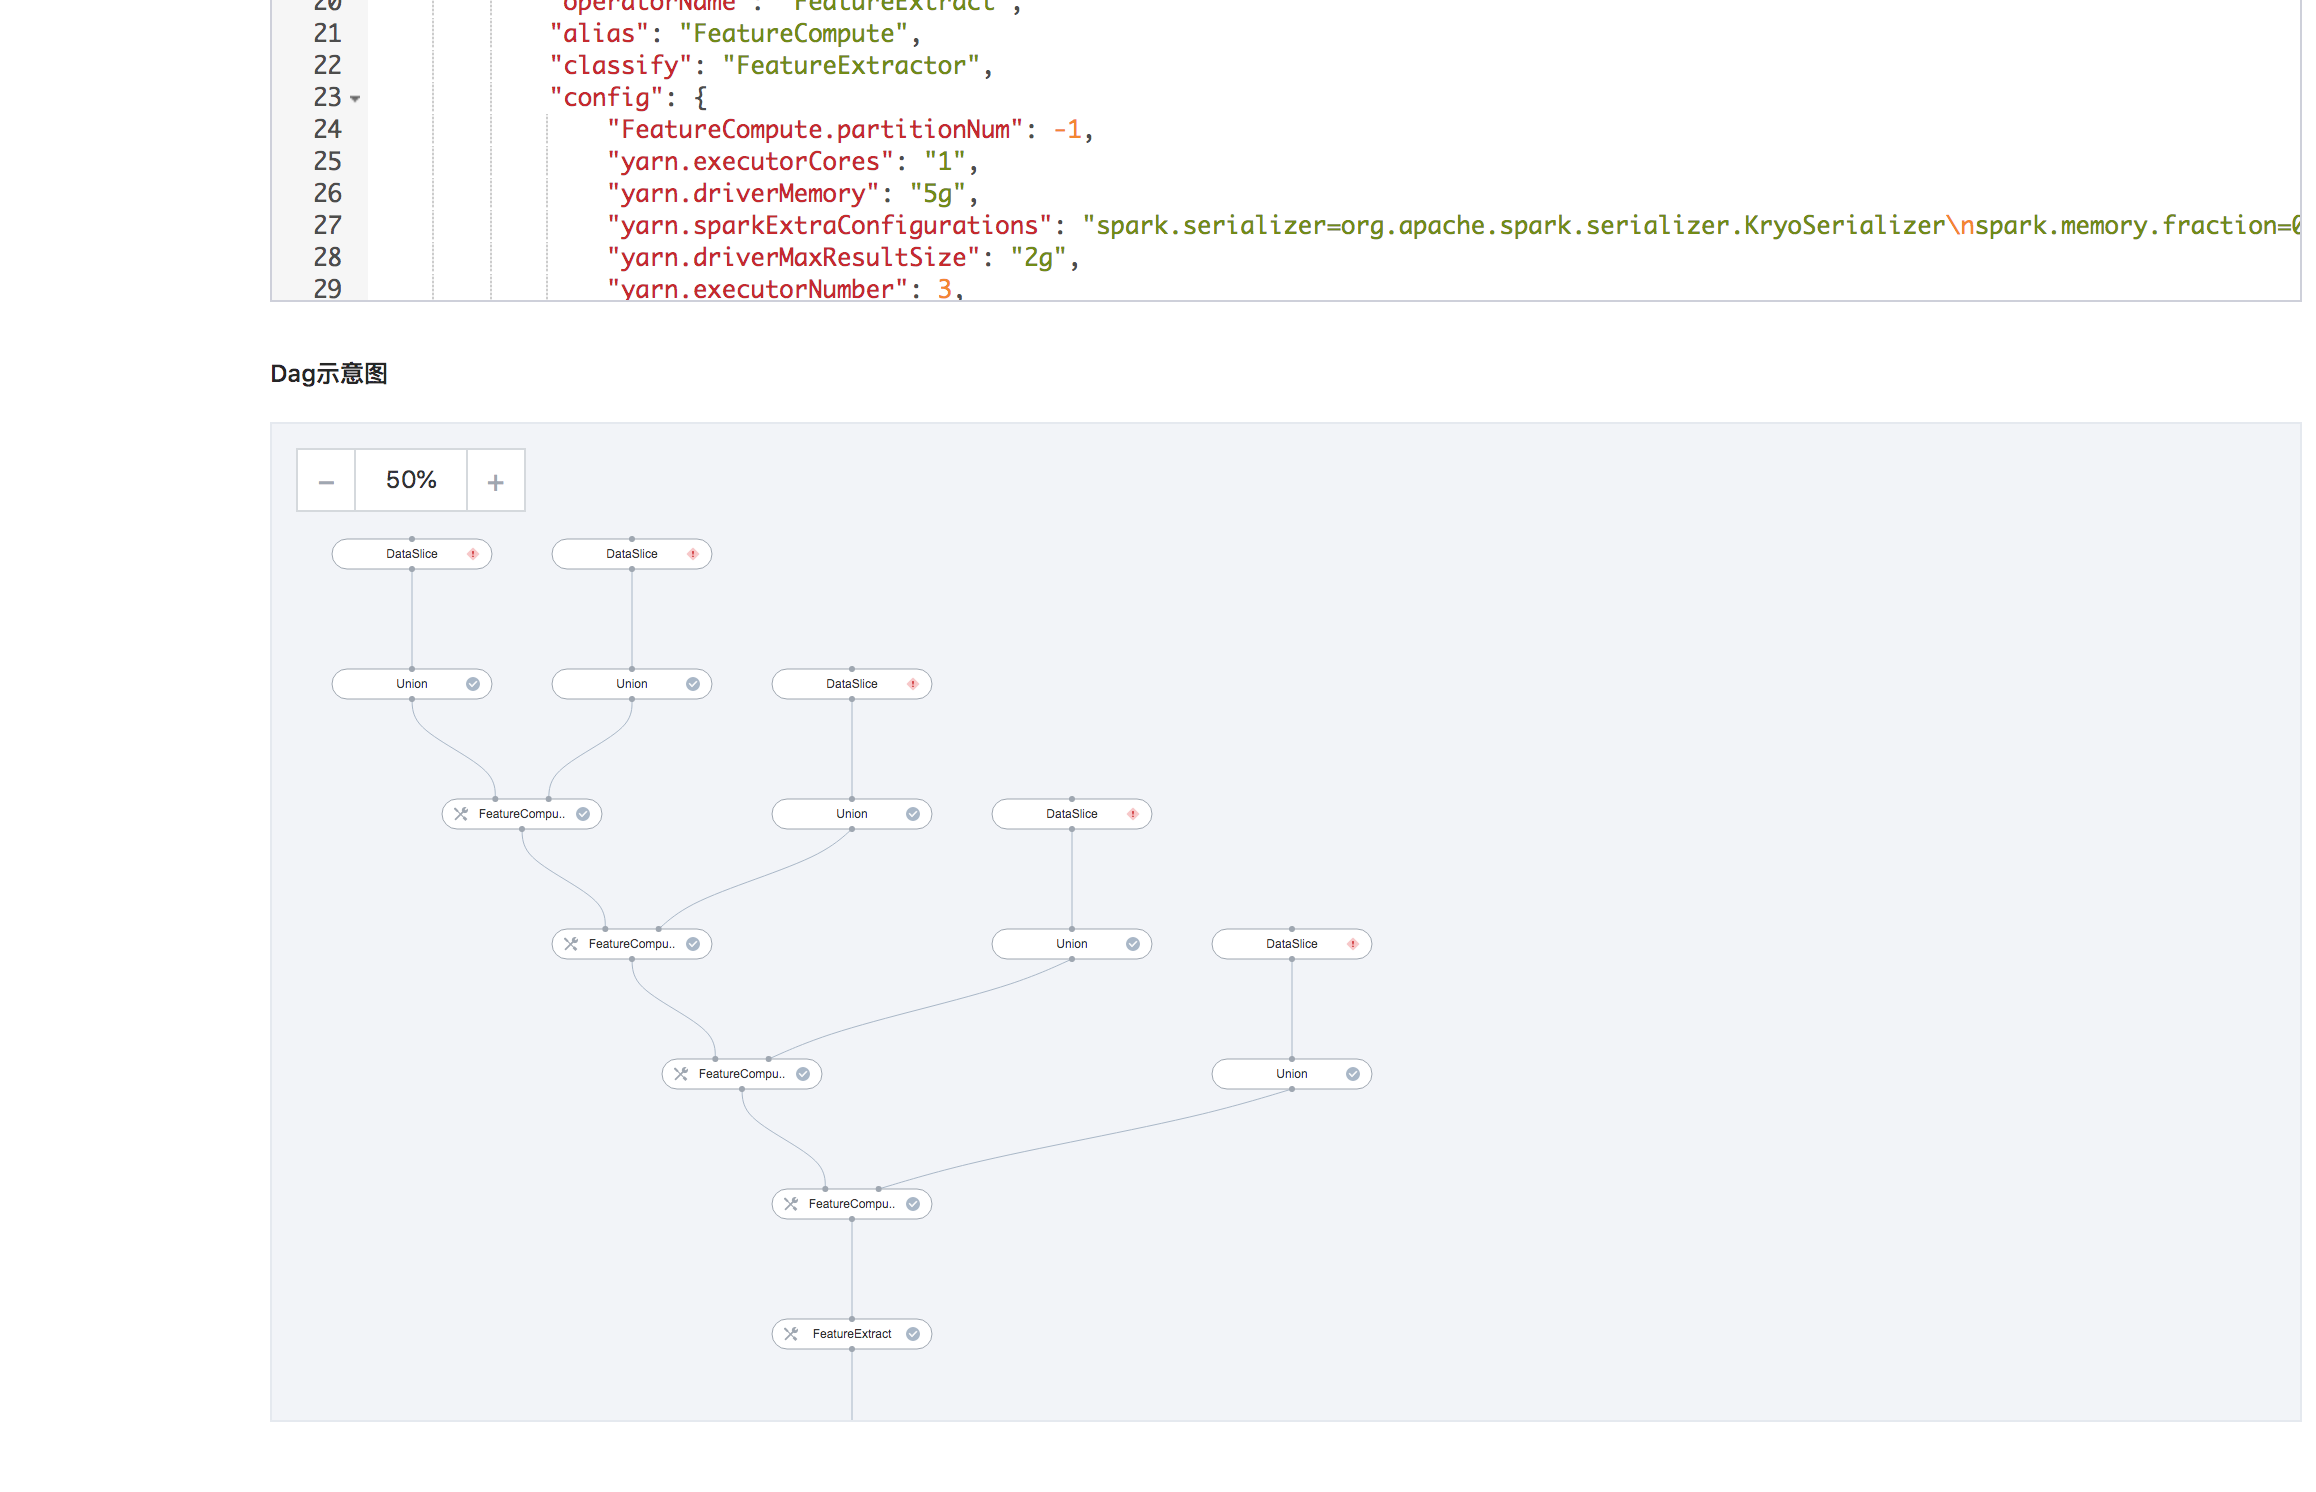 20 "operatorName": "FeatureExtract",
21 "alias": "FeatureCompute",
22 "classify": "FeatureExtractor",
23 "config": {
24 "FeatureCompute.partitionNum": -1,
25 "yarn.executorCores": "1",
26 "yarn.driverMemory": "5g",
27 "yarn.sparkExtraConfigurations": "spark.serializer=org.apache.spark.serializer.KryoSerializer\nspark.memory.fraction=0
28 "yarn.driverMaxResultSize": "2g",
29 "yarn.executorNumber": 3,
Dag示意图
− 50% +
DataSlice
DataSlice
Union
Union
DataSlice
FeatureCompu..
Union
DataSlice
FeatureCompu..
Union
DataSlice
FeatureCompu..
Union
FeatureCompu..
FeatureExtract